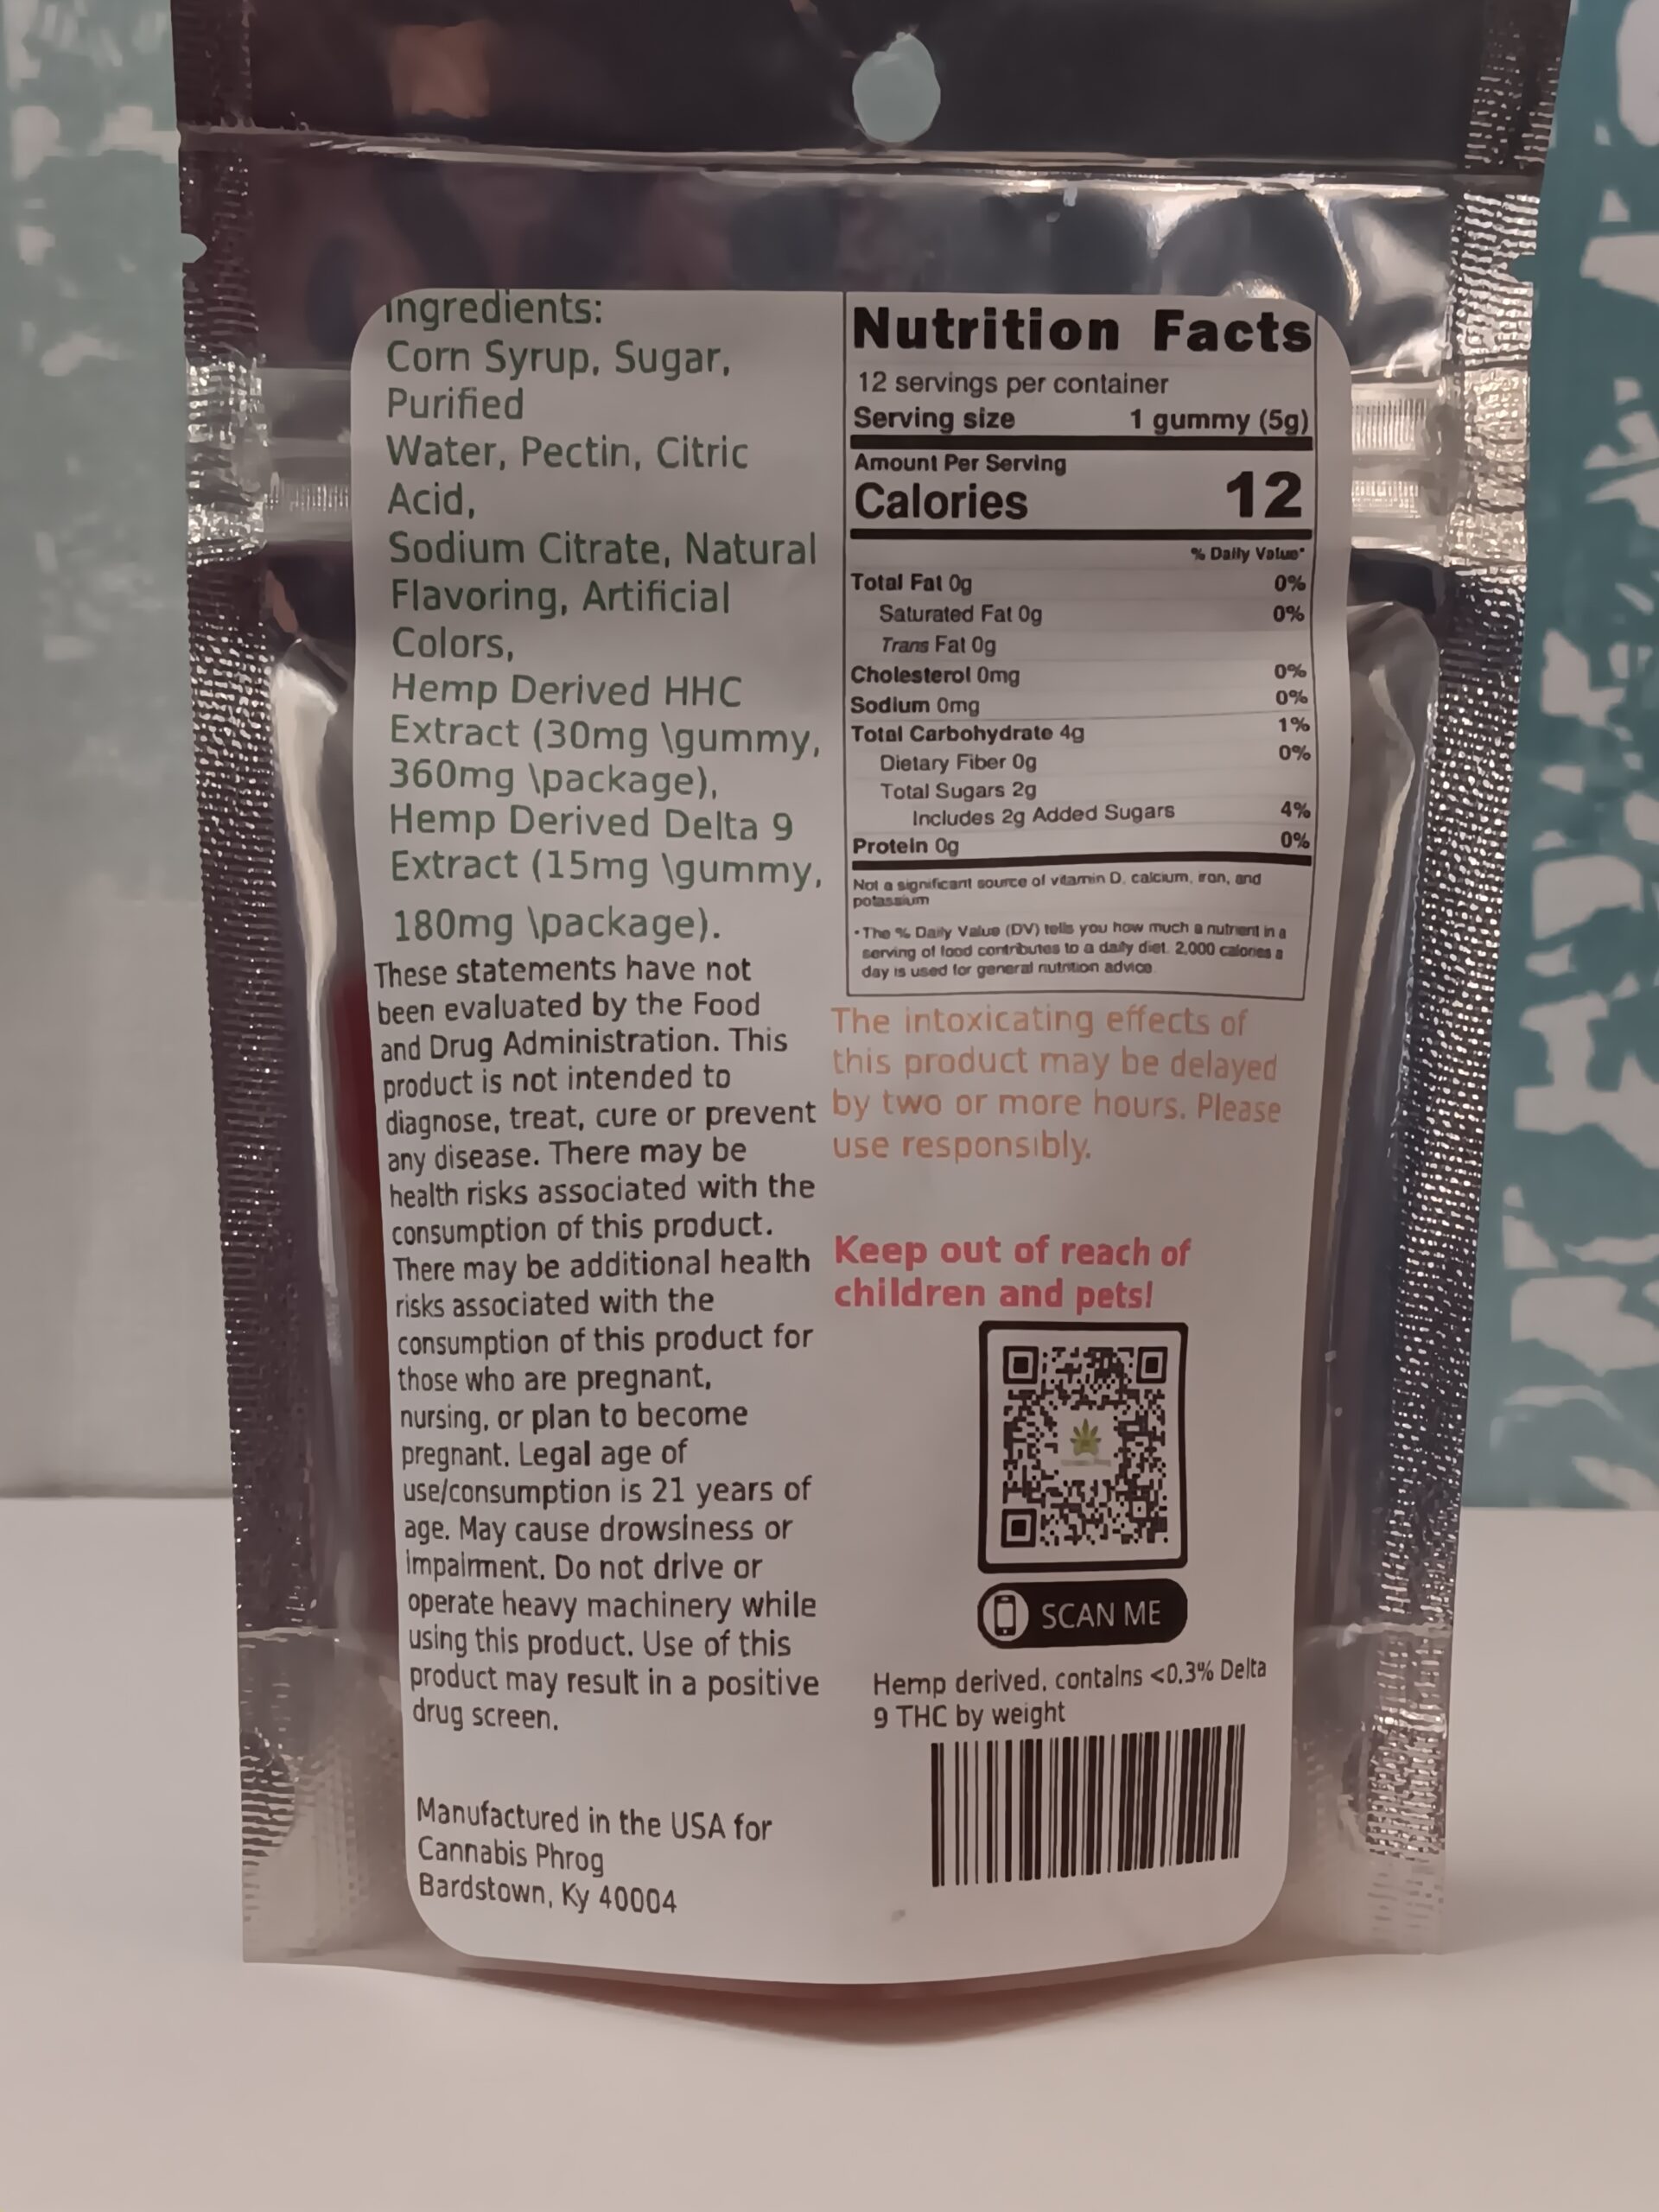 Ingredients:
Corn Syrup, Sugar,
Purified
Water, Pectin, Citric
Acid,
Sodium Citrate, Natural
Flavoring, Artificial
Colors,
Hemp Derived HHC
Extract (30mg \gummy,
360mg \package),
Hemp Derived Delta 9
Extract (15mg \gummy,
180mg \package).
These statements have not
been evaluated by the Food
and Drug Administration. This
product is not intended to
diagnose, treat, cure or prevent
any disease. There may be
health risks associated with the
consumption of this product.
There may be additional health
risks associated with the
consumption of this product for
those who are pregnant,
nursing, or plan to become
pregnant. Legal age of
use/consumption is 21 years of
age. May cause drowsiness or
impairment. Do not drive or
operate heavy machinery while
using this product. Use of this
product may result in a positive
drug screen.
Manufactured in the USA for
Cannabis Phrog
Bardstown, Ky 40004
Nutrition Facts
12 servings per container
Serving size 1 gummy (5g)
Amount Per Serving
Calories 12
% Daily Value*
Total Fat 0g 0%
Saturated Fat 0g 0%
Trans Fat 0g
Cholesterol 0mg 0%
Sodium 0mg 0%
Total Carbohydrate 4g 1%
Dietary Fiber 0g 0%
Total Sugars 2g
Includes 2g Added Sugars 4%
Protein 0g 0%
Not a significant source of vitamin D, calcium, iron, and
potassium
*The % Daily Value (DV) tells you how much a nutrient in a
serving of food contributes to a daily diet. 2,000 calories a
day is used for general nutrition advice.
The intoxicating effects of
this product may be delayed
by two or more hours. Please
use responsibly.
Keep out of reach of
children and pets!
SCAN ME
Hemp derived, contains <0.3% Delta
9 THC by weight